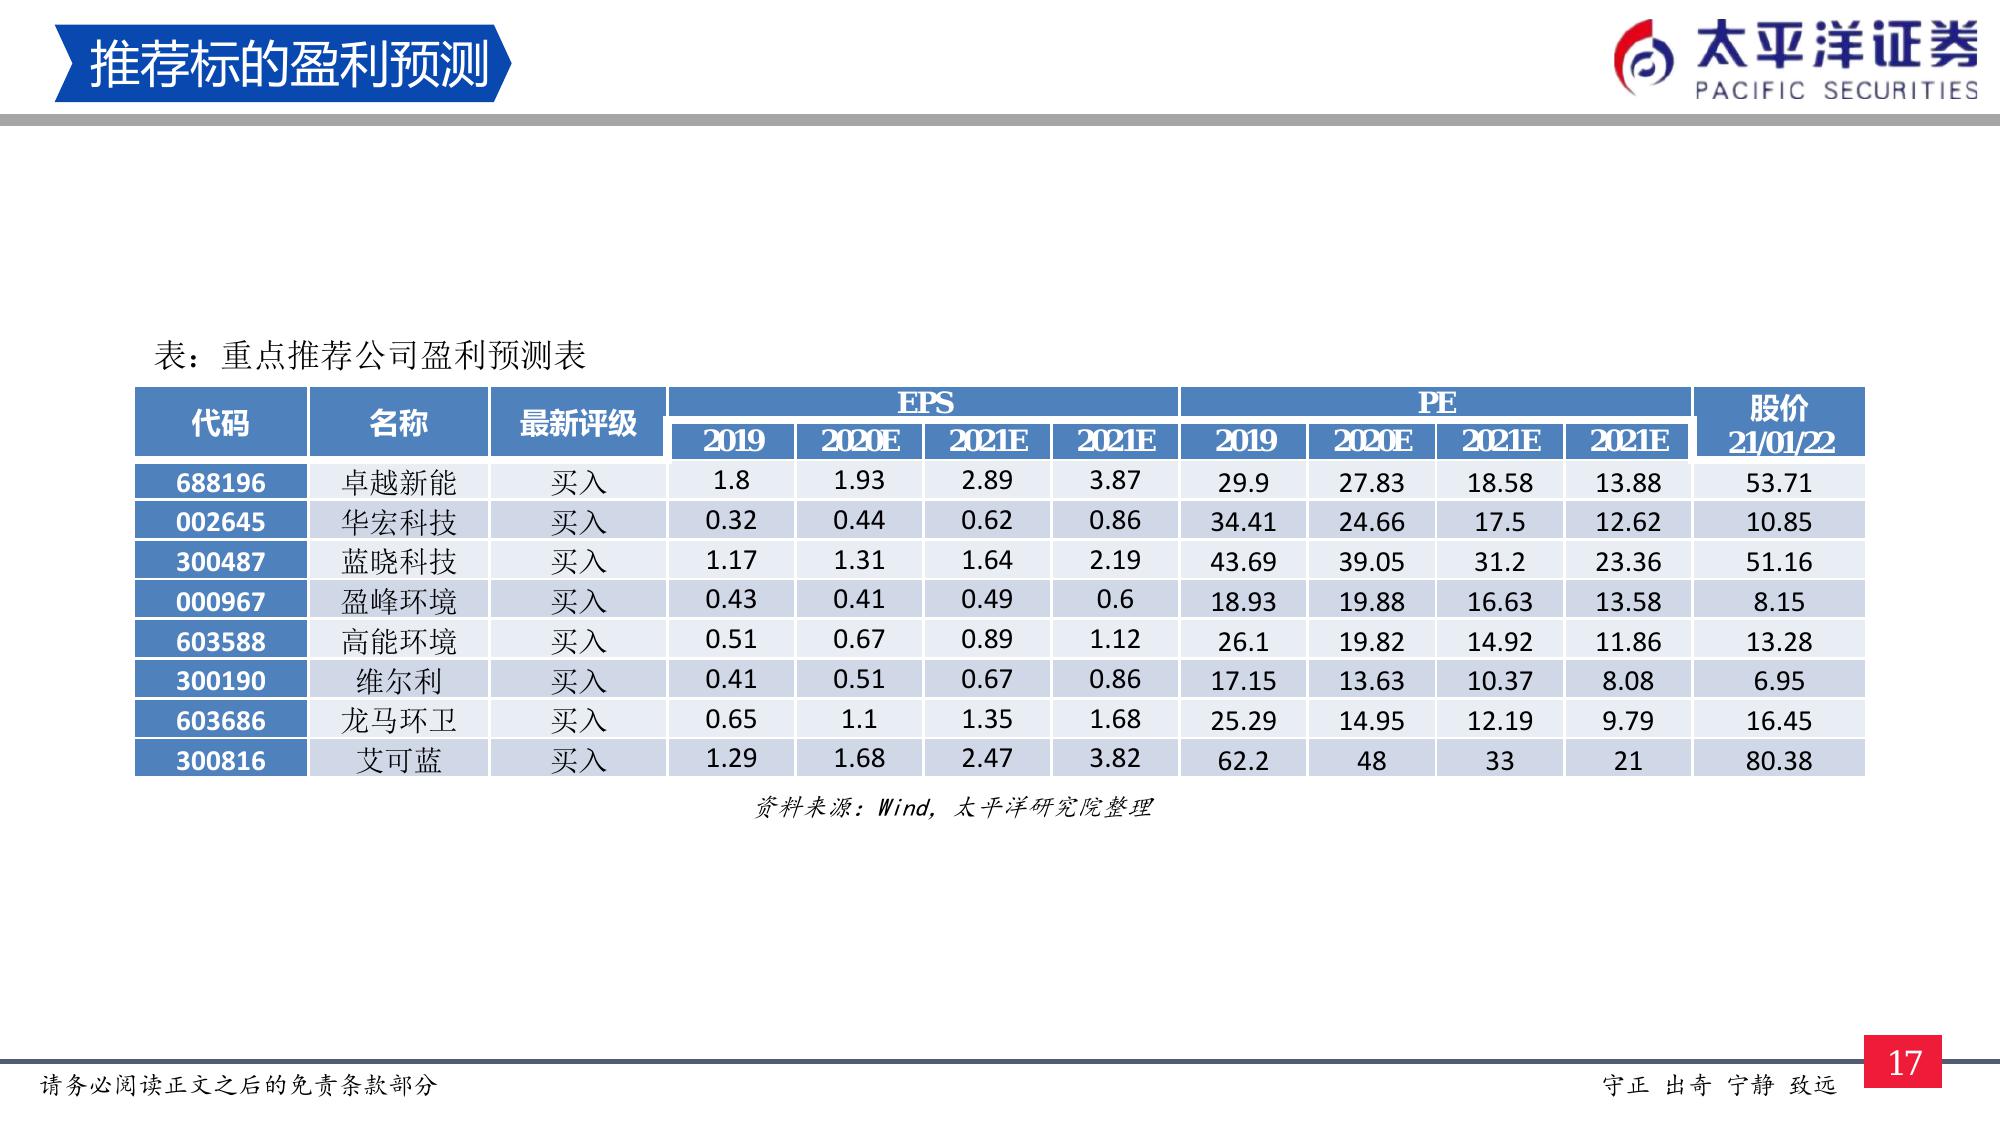 推荐标的盈利预测
太平洋证券
PACIFIC SECURITIES
表：重点推荐公司盈利预测表
代码 名称 最新评级 EPS PE 股价 21/01/22
2019 2020E 2021E 2021E 2019 2020E 2021E 2021E
688196 卓越新能 买入 1.8 1.93 2.89 3.87 29.9 27.83 18.58 13.88 53.71
002645 华宏科技 买入 0.32 0.44 0.62 0.86 34.41 24.66 17.5 12.62 10.85
300487 蓝晓科技 买入 1.17 1.31 1.64 2.19 43.69 39.05 31.2 23.36 51.16
000967 盈峰环境 买入 0.43 0.41 0.49 0.6 18.93 19.88 16.63 13.58 8.15
603588 高能环境 买入 0.51 0.67 0.89 1.12 26.1 19.82 14.92 11.86 13.28
300190 维尔利 买入 0.41 0.51 0.67 0.86 17.15 13.63 10.37 8.08 6.95
603686 龙马环卫 买入 0.65 1.1 1.35 1.68 25.29 14.95 12.19 9.79 16.45
300816 艾可蓝 买入 1.29 1.68 2.47 3.82 62.2 48 33 21 80.38
资料来源：Wind，太平洋研究院整理
请务必阅读正文之后的免责条款部分
守正 出奇 宁静 致远
17